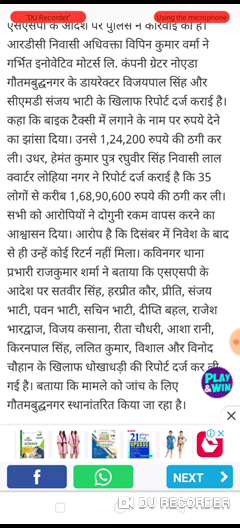 "DU Recorder"
Using the microphone
एसएसपी के आदेश पर पुलिस ने कार्रवाई की है।
आरडीसी निवासी अधिवक्ता विपिन कुमार वर्मा ने
गर्भित इनोवेटिव मोटर्स लि. कंपनी ग्रेटर नोएडा
गौतमबुद्धनगर के डायरेक्टर विजयपाल सिंह और
सीएमडी संजय भाटी के खिलाफ रिपोर्ट दर्ज कराई है।
कहा कि बाइक टैक्सी में लगाने के नाम पर रुपये देने
का झांसा दिया। उनसे 1,24,200 रुपये की ठगी कर
ली। उधर, हेमंत कुमार पुत्र रघुवीर सिंह निवासी लाल
क्वार्टर लोहिया नगर ने रिपोर्ट दर्ज कराई है कि 35
लोगों से करीब 1,68,90,600 रुपये की ठगी कर ली।
सभी को आरोपियों ने दोगुनी रकम वापस करने का
आश्वासन दिया। आरोप है कि दिसंबर में निवेश के बाद
से ही उन्हें कोई रिटर्न नहीं मिला। कविनगर थाना
प्रभारी राजकुमार शर्मा ने बताया कि एसएसपी के
आदेश पर सतवीर सिंह, हरप्रीत कौर, प्रीति, संजय
भाटी, पवन भाटी, सचिन भाटी, दीप्ति बहल, राजेश
भारद्वाज, विजय कसाना, रीता चौधरी, आशा रानी,
किरनपाल सिंह, ललित कुमार, विशाल और विनोद
चौहान के खिलाफ धोखाधड़ी की रिपोर्ट दर्ज कर ली
गई है। बताया कि मामले को जांच के लिए
गौतमबुद्धनगर स्थानांतरित किया जा रहा है।
PLAY
&WIN
21
NEXT
DU RECORDER